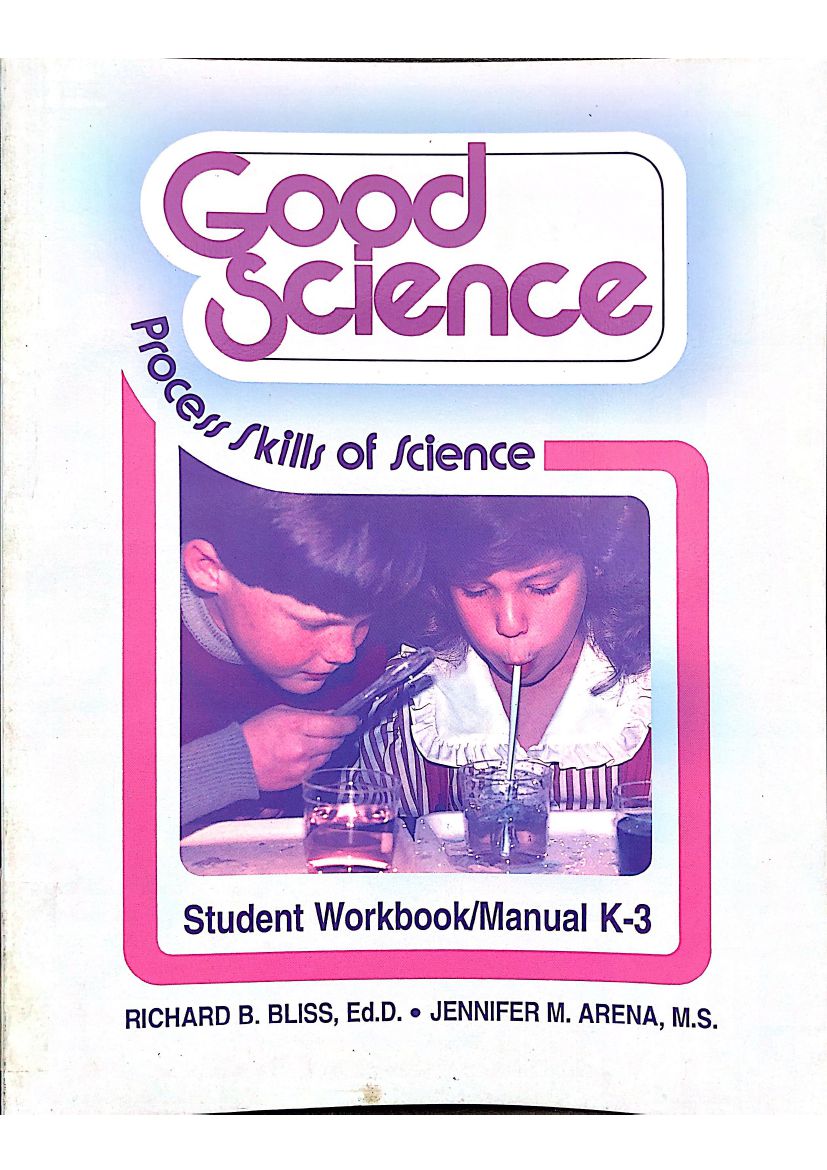 Good
Science
Process Skills of Science
Student Workbook/Manual K-3
RICHARD B. BLISS, Ed.D. • JENNIFER M. ARENA, M.S.